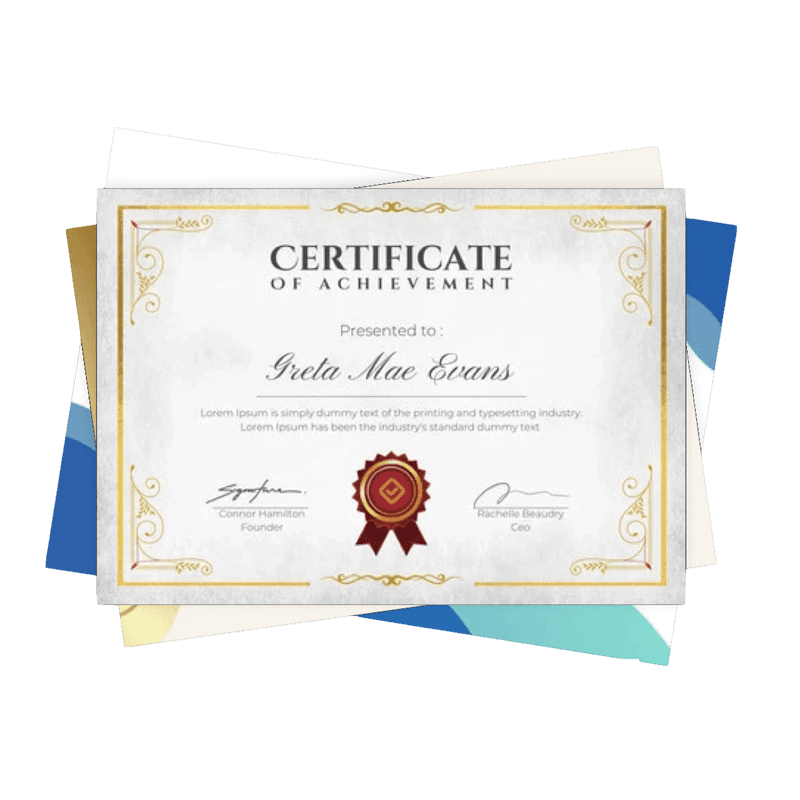 CERTIFICATE
OF ACHIEVEMENT
Presented to :
Greta Mae Evans
Lorem Ipsum is simply dummy text of the printing and typesetting industry.
Lorem Ipsum has been the industry's standard dummy text
Signature
Connor Hamilton
Founder
Rachelle Beaudry
Ceo